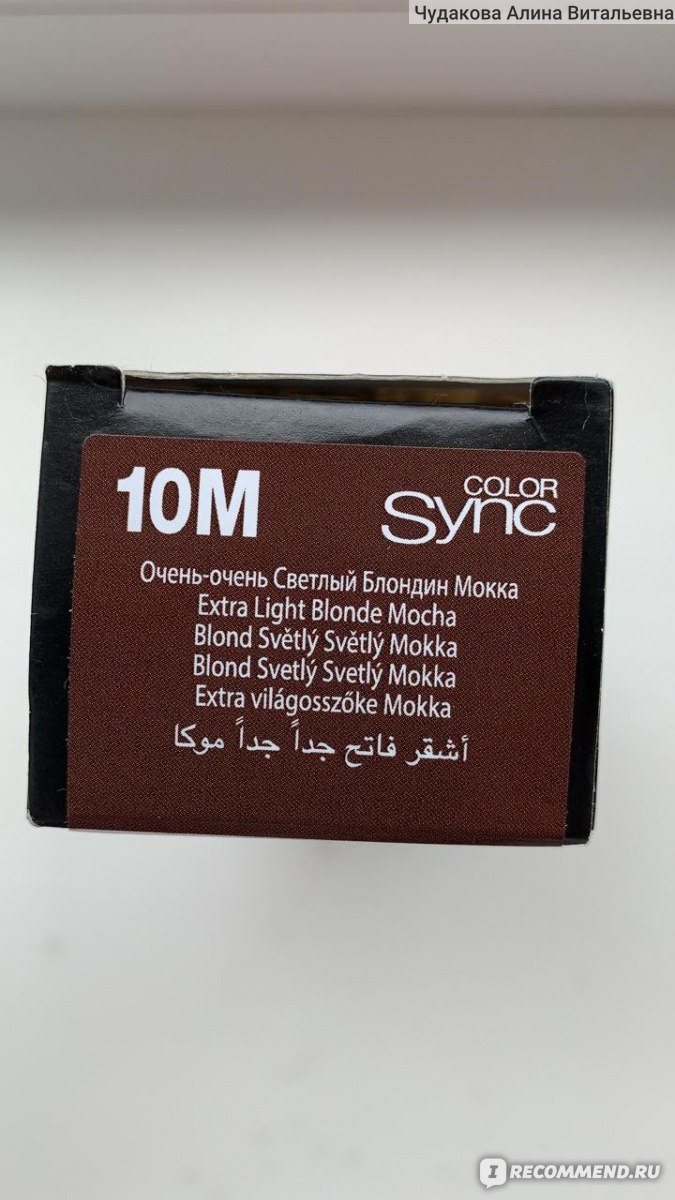 Чудакова Алина Витальевна
10M
COLOR
Sync
Очень-очень Светлый Блондин Мокка
Extra Light Blonde Mocha
Blond Světlý Světlý Mokka
Blond Svetlý Svetlý Mokka
Extra világosszőke Mokka
أشقر فاتح جداً جداً موكا
I RECOMMEND.RU